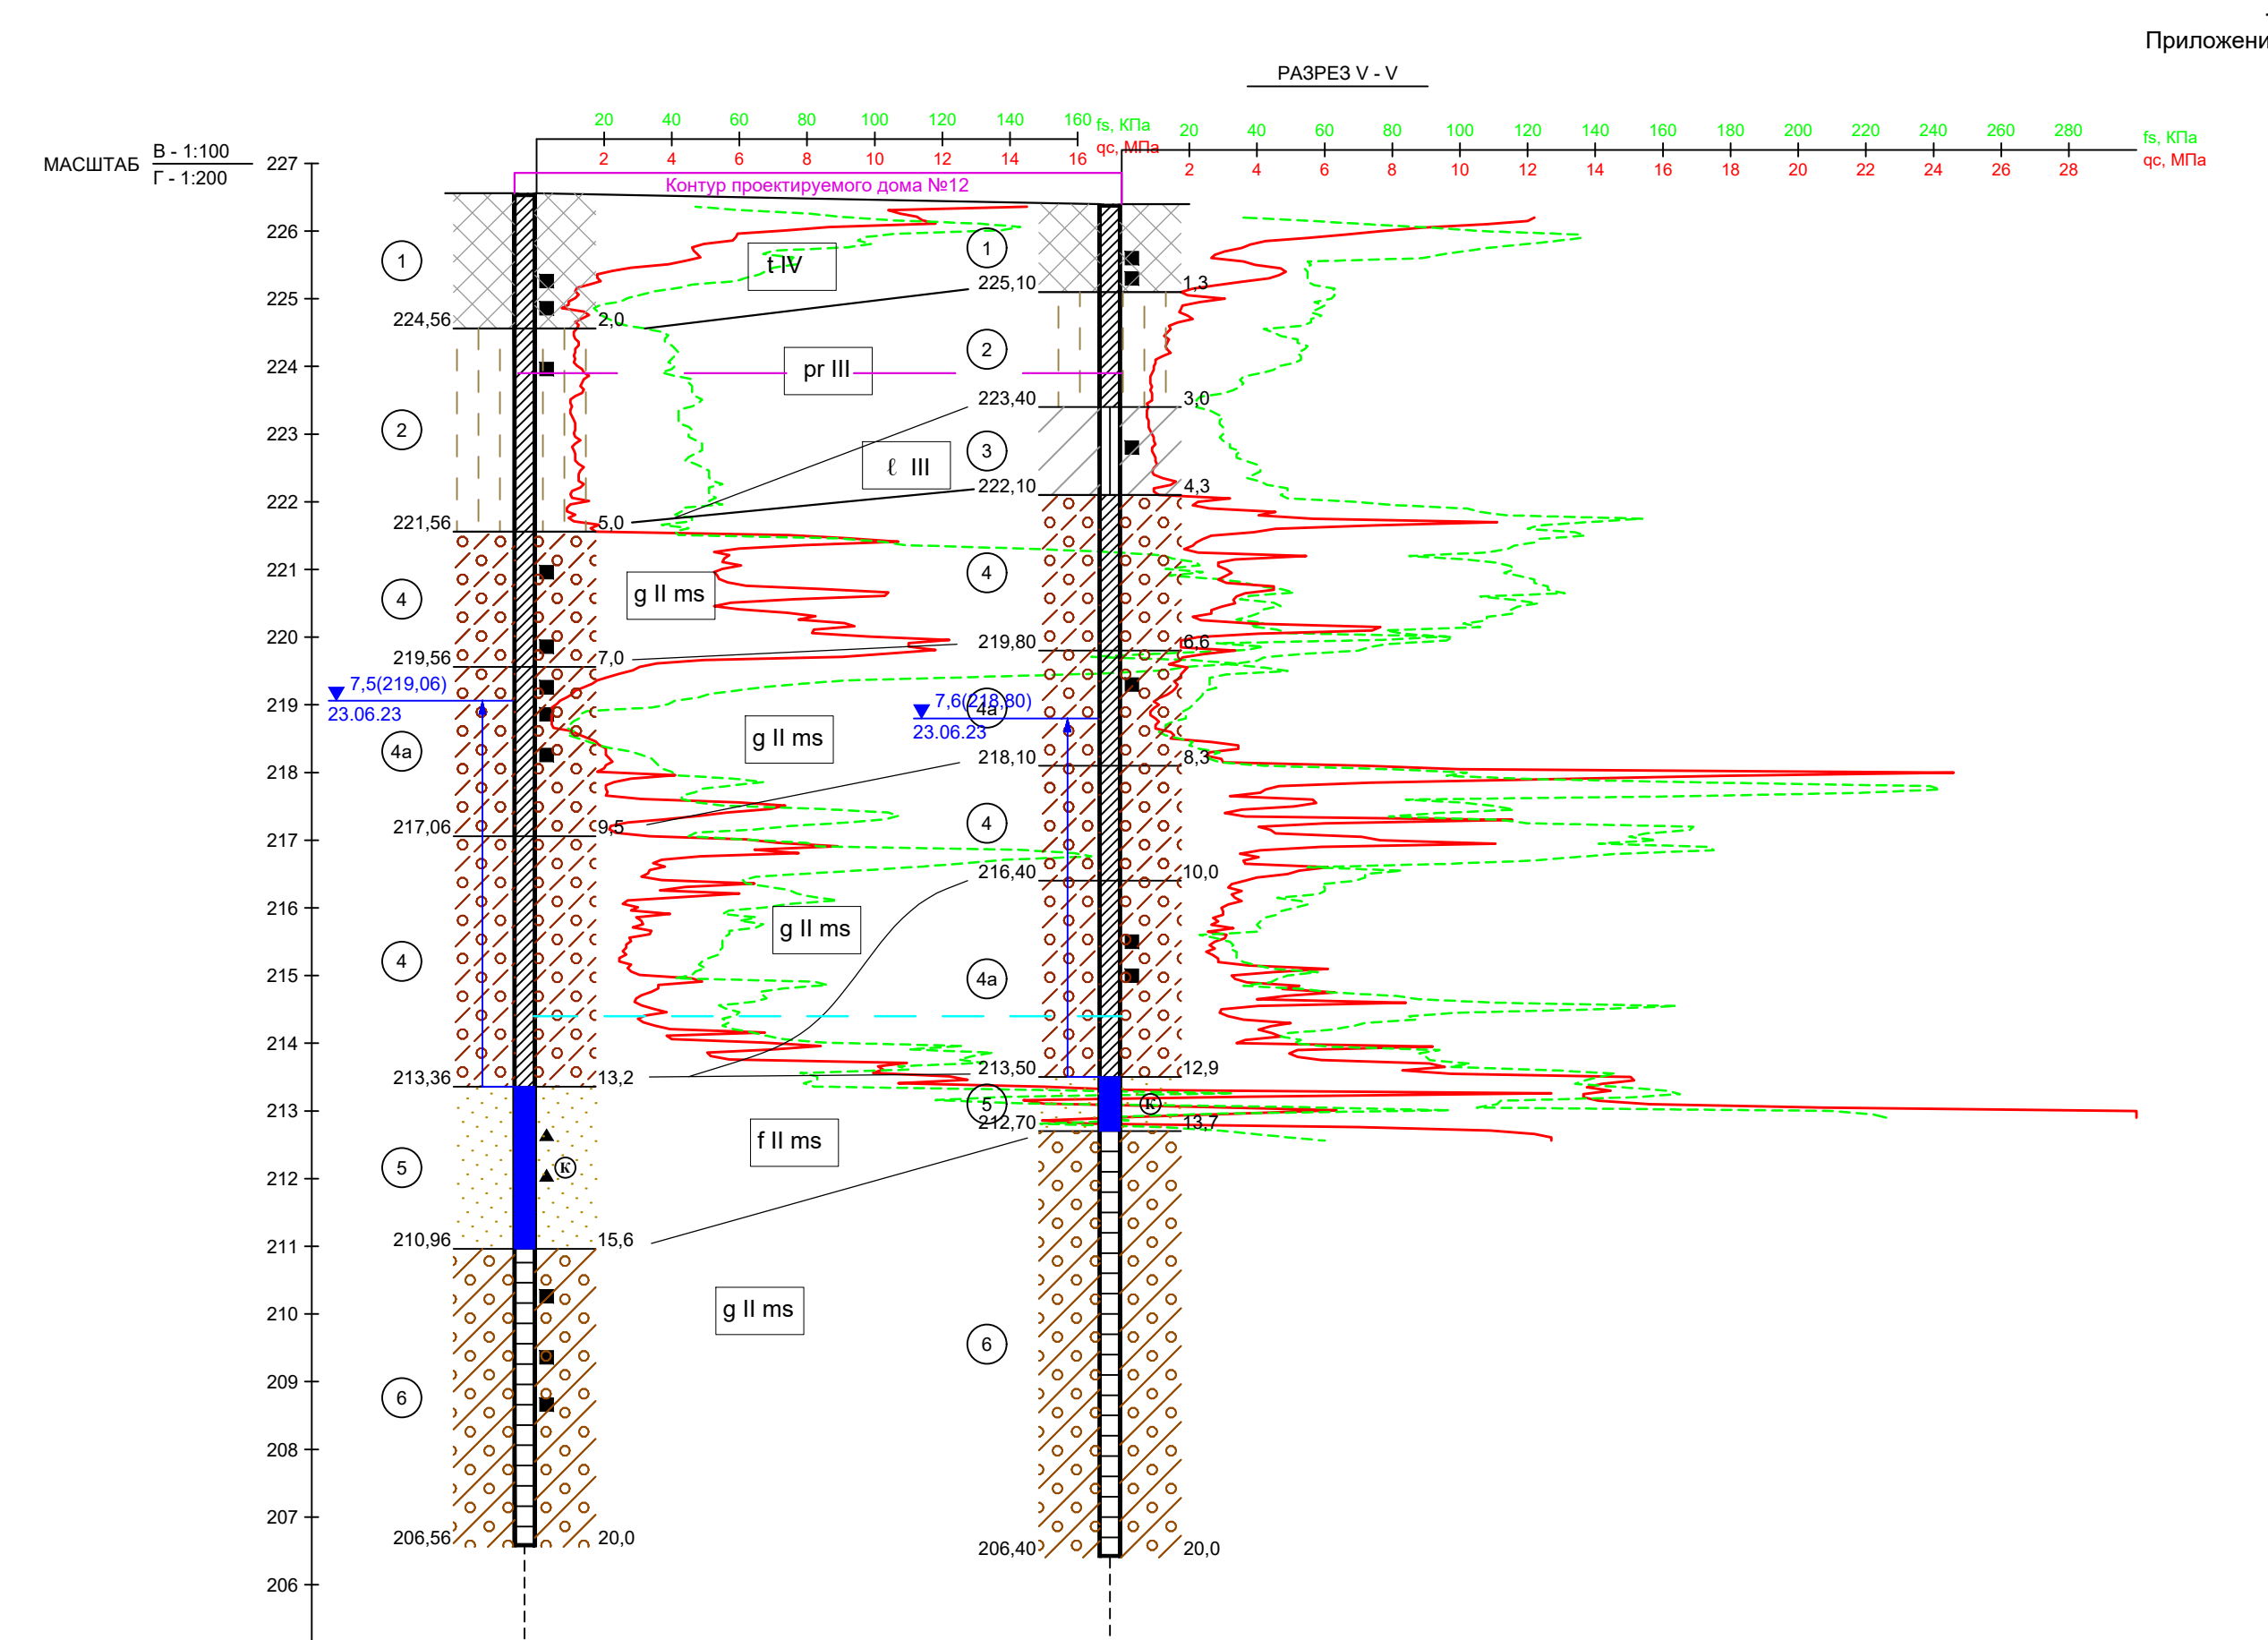 Приложени
РАЗРЕЗ V - V
МАСШТАБ В - 1:100
Г - 1:200
20 40 60 80 100 120 140 160 fs, КПа
2 4 6 8 10 12 14 16 qc, МПа
20 40 60 80 100 120 140 160 180 200 220 240 260 280 fs, КПа
2 4 6 8 10 12 14 16 18 20 22 24 26 28 qc, МПа
Контур проектируемого дома №12
227
226
225
224
223
222
221
220
219
218
217
216
215
214
213
212
211
210
209
208
207
206
1
224,56 2,0
2
221,56 5,0
4
219,56 7,0
7,5(219,06)
23.06.23
4а
217,06 9,5
4
213,36 13,2
5
К
210,96 15,6
6
206,56 20,0
t IV
pr III
ℓ III
g II ms
g II ms
g II ms
f II ms
g II ms
1
225,10 1,3
2
223,40 3,0
3
222,10 4,3
4
219,80 6,6
4а
7,6(218,80)
23.06.23
218,10 8,3
4
216,40 10,0
4а
213,50 12,9
5
К
212,70 13,7
6
206,40 20,0